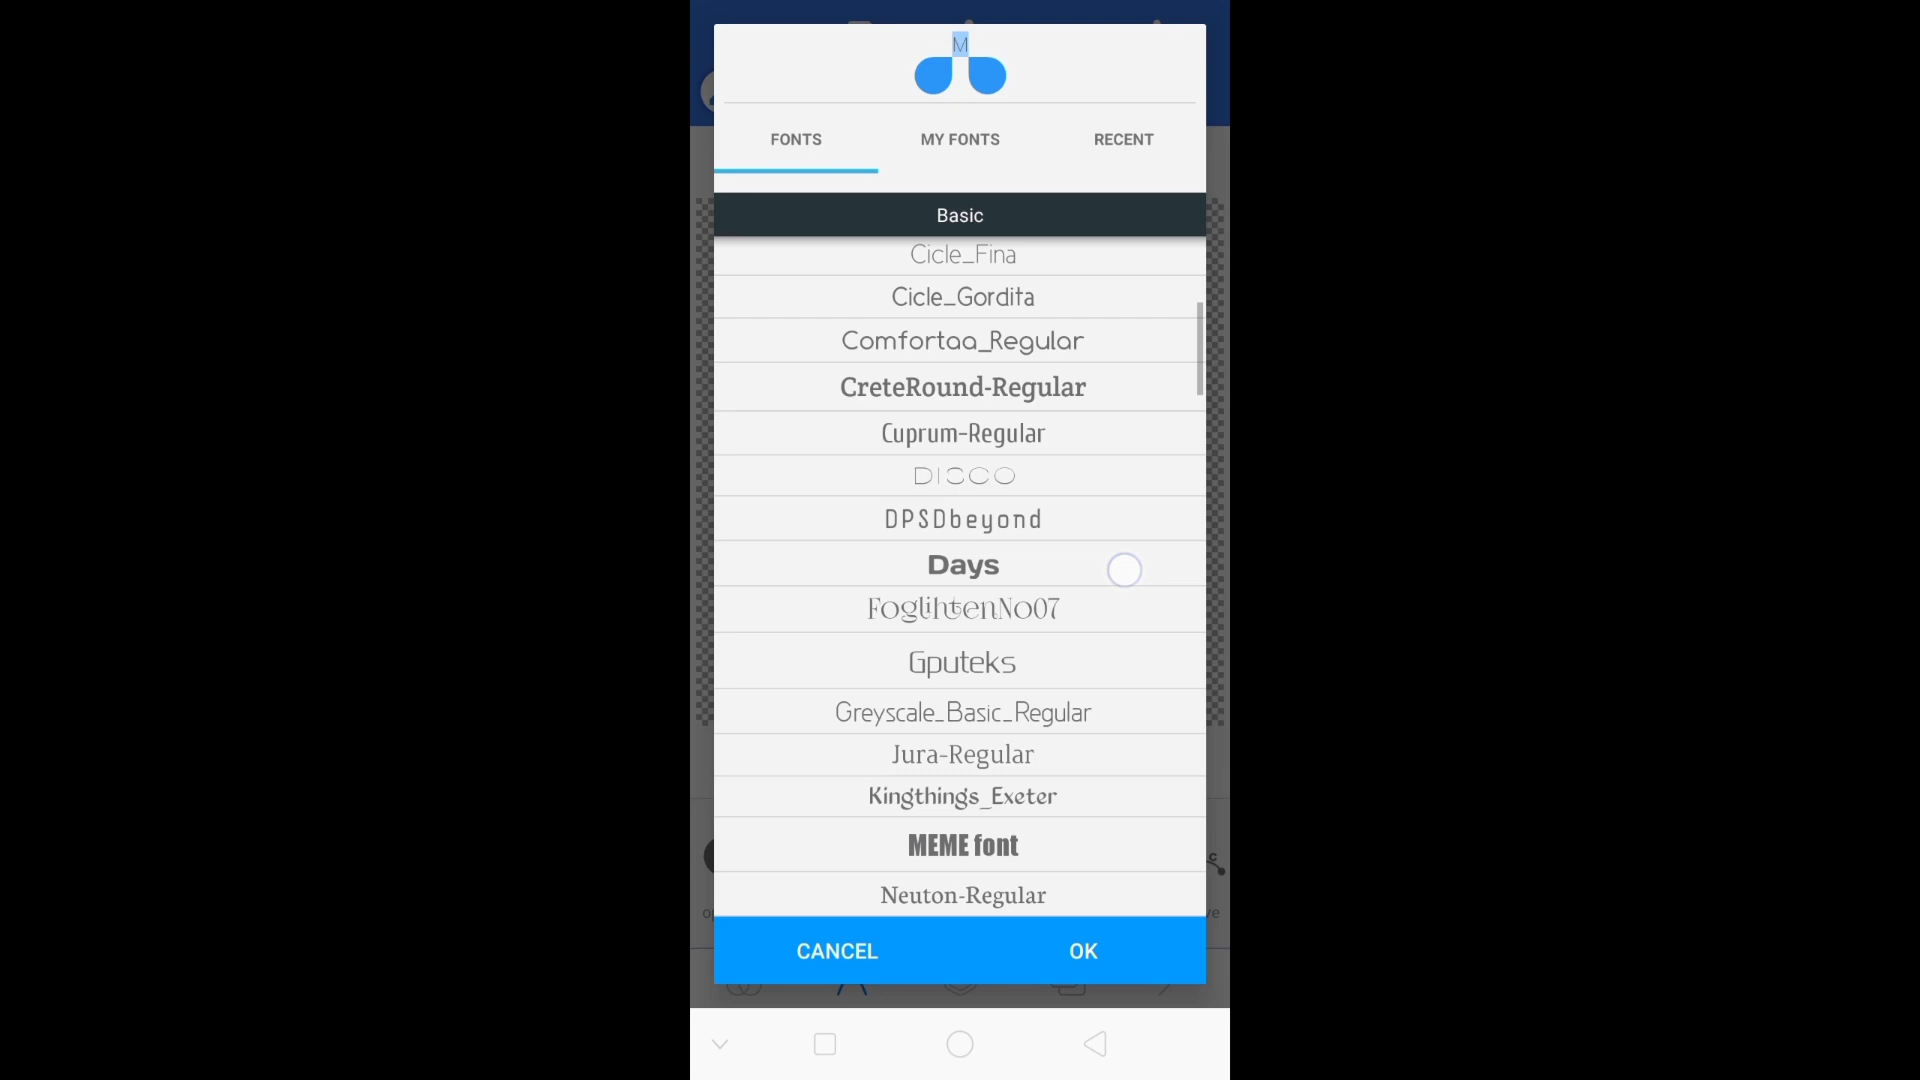 M
FONTS MY FONTS RECENT
Basic
Cicle_Fina
Cicle_Gordita
Comfortaa_Regular
CreteRound-Regular
Cuprum-Regular
DISCO
DPSDbeyond
Days
FoglihtenNo07
Gputeks
Greyscale_Basic_Regular
Jura-Regular
Kingthings_Exeter
MEME font
Neuton-Regular
CANCEL OK